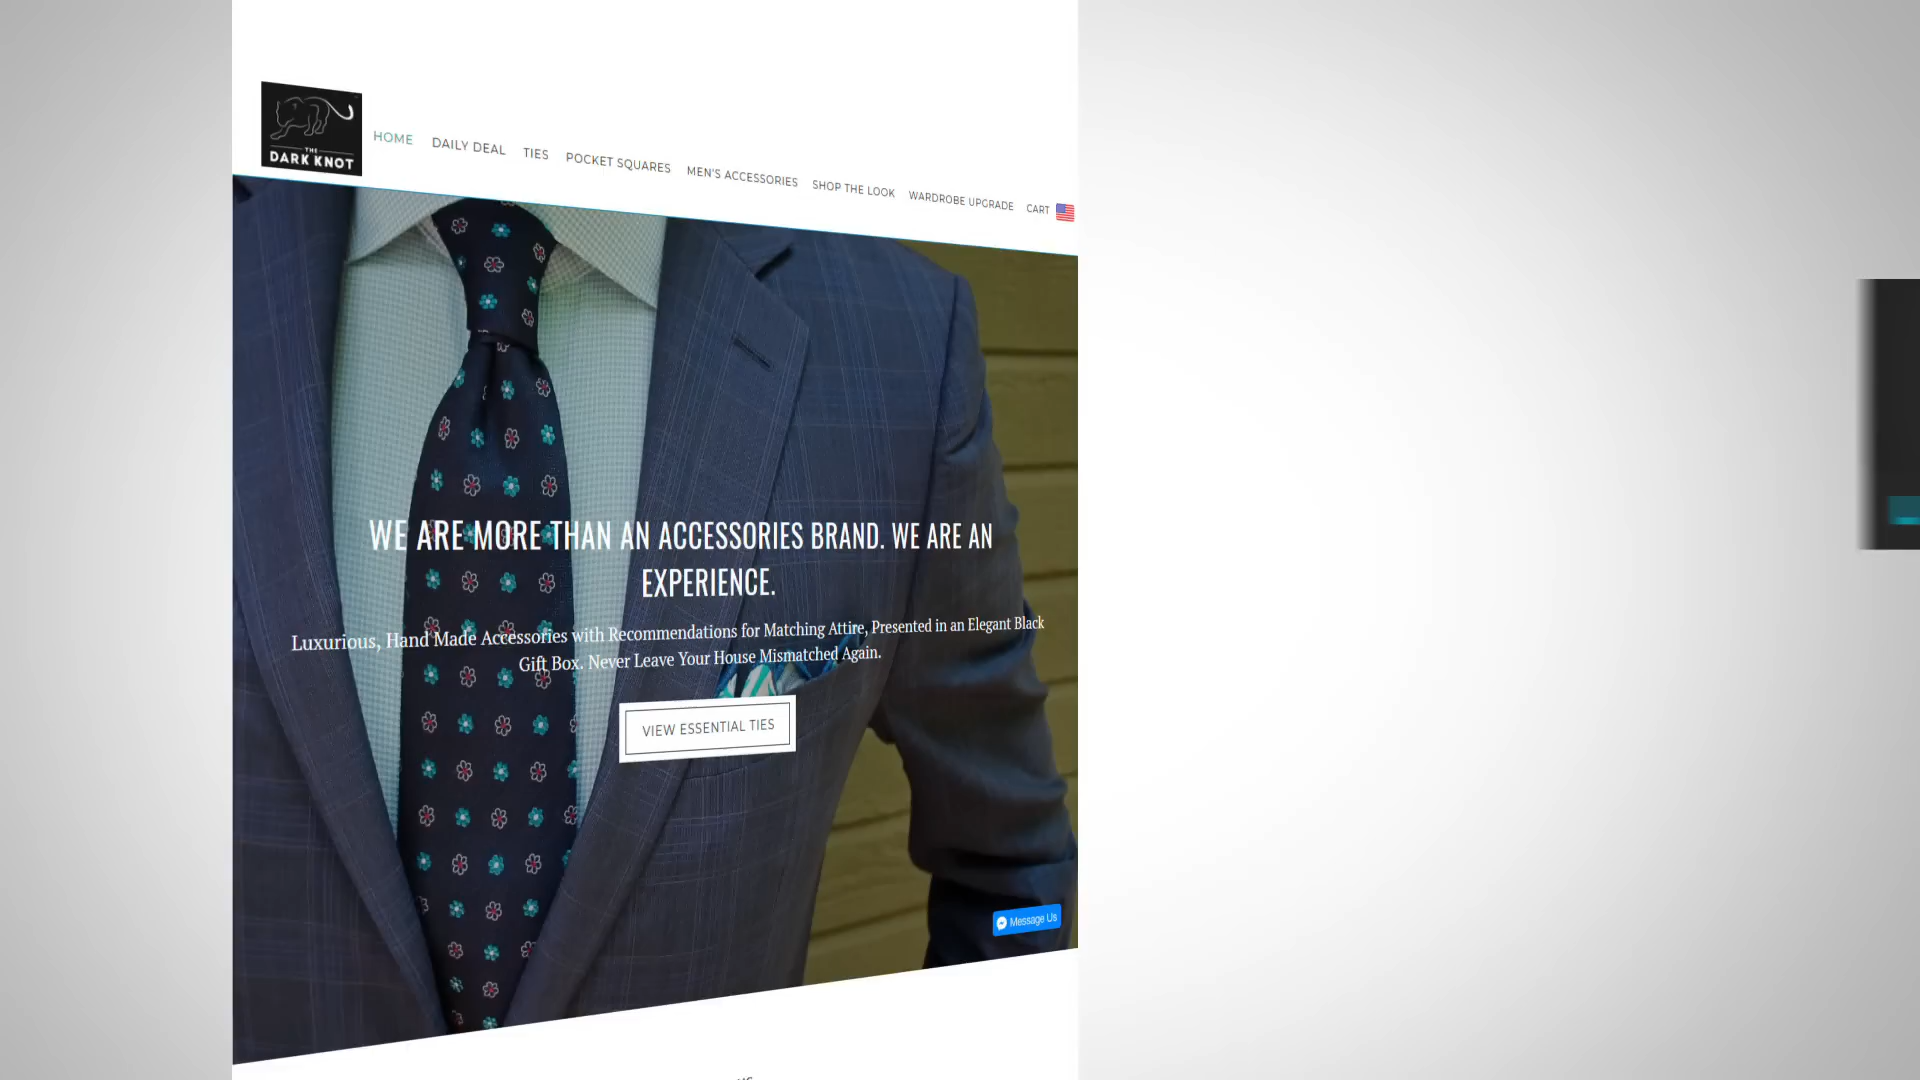 THE
DARK KNOT
HOME
DAILY DEAL
TIES
POCKET SQUARES
MEN'S ACCESSORIES
SHOP THE LOOK
WARDROBE UPGRADE
CART
WE ARE MORE THAN AN ACCESSORIES BRAND. WE ARE AN
EXPERIENCE.
Luxurious, Hand Made Accessories with Recommendations for Matching Attire, Presented in an Elegant Black
Gift Box. Never Leave Your House Mismatched Again.
VIEW ESSENTIAL TIES
Message Us